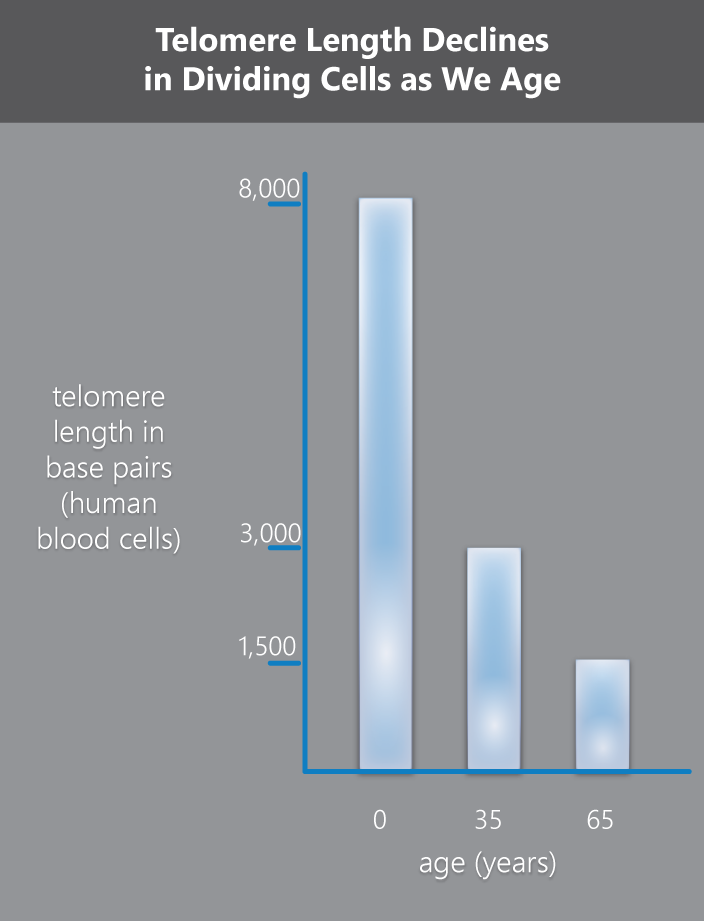 Telomere Length Declines
in Dividing Cells as We Age
8,000
telomere
length in
base pairs
(human
blood cells)
3,000
1,500
0 35 65
age (years)